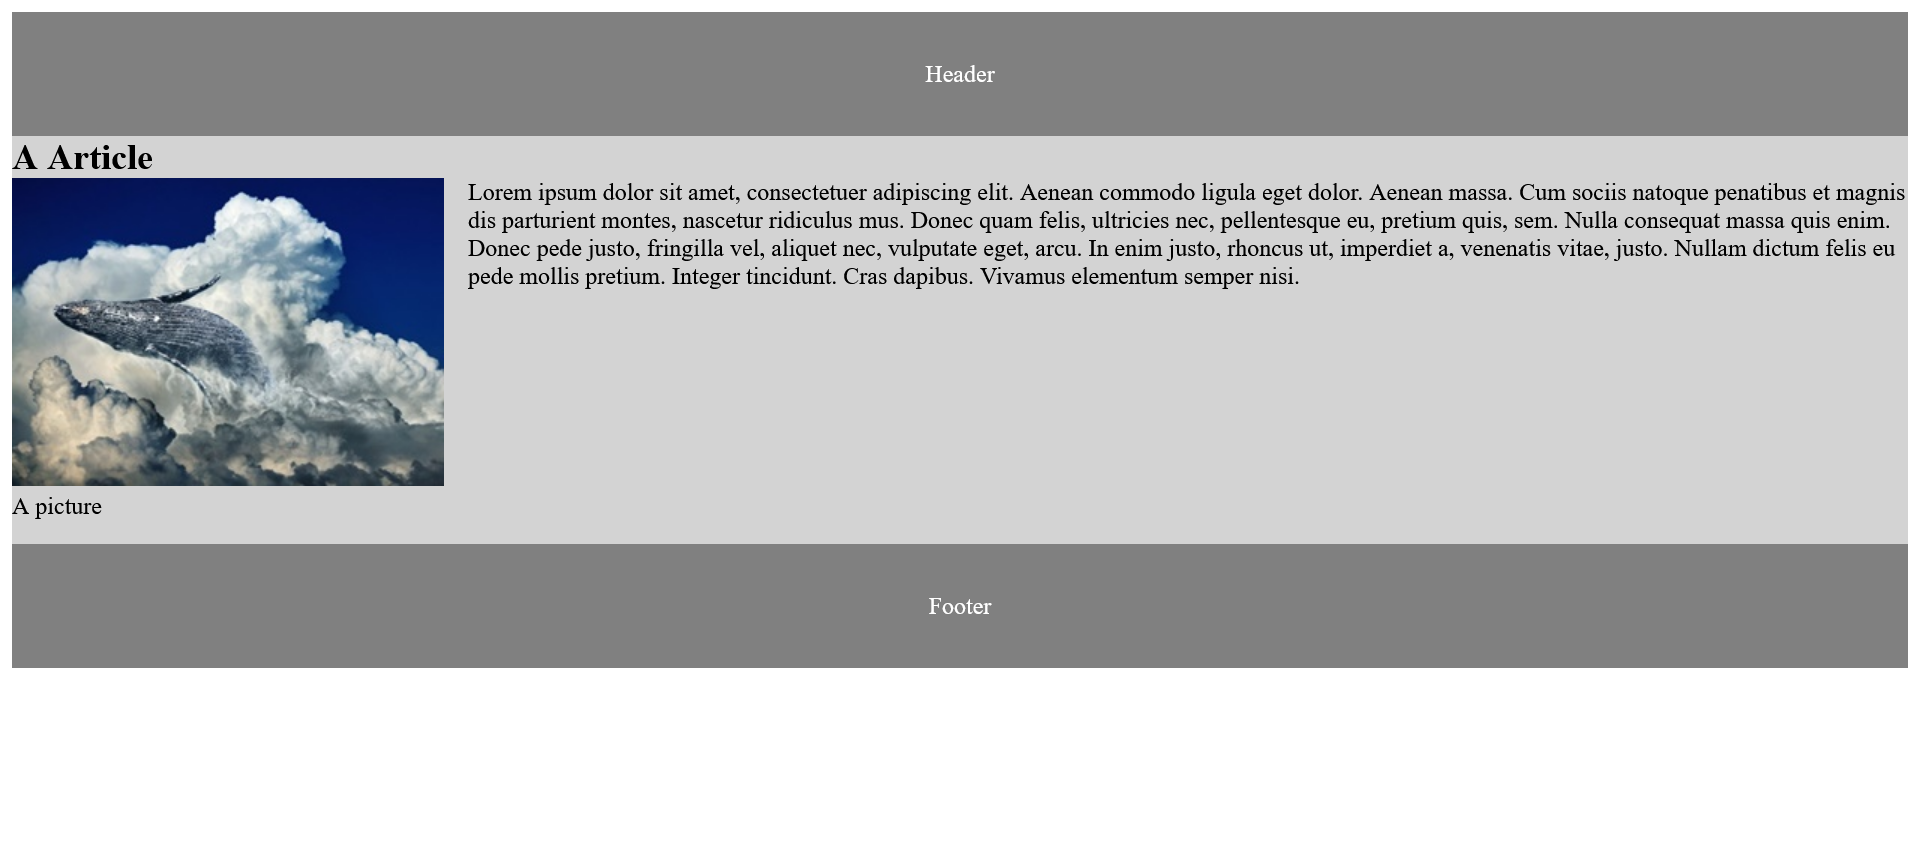 Header
A Article
Lorem ipsum dolor sit amet, consectetuer adipiscing elit. Aenean commodo ligula eget dolor. Aenean massa. Cum sociis natoque penatibus et magnis
dis parturient montes, nascetur ridiculus mus. Donec quam felis, ultricies nec, pellentesque eu, pretium quis, sem. Nulla consequat massa quis enim.
Donec pede justo, fringilla vel, aliquet nec, vulputate eget, arcu. In enim justo, rhoncus ut, imperdiet a, venenatis vitae, justo. Nullam dictum felis eu
pede mollis pretium. Integer tincidunt. Cras dapibus. Vivamus elementum semper nisi.
A picture
Footer